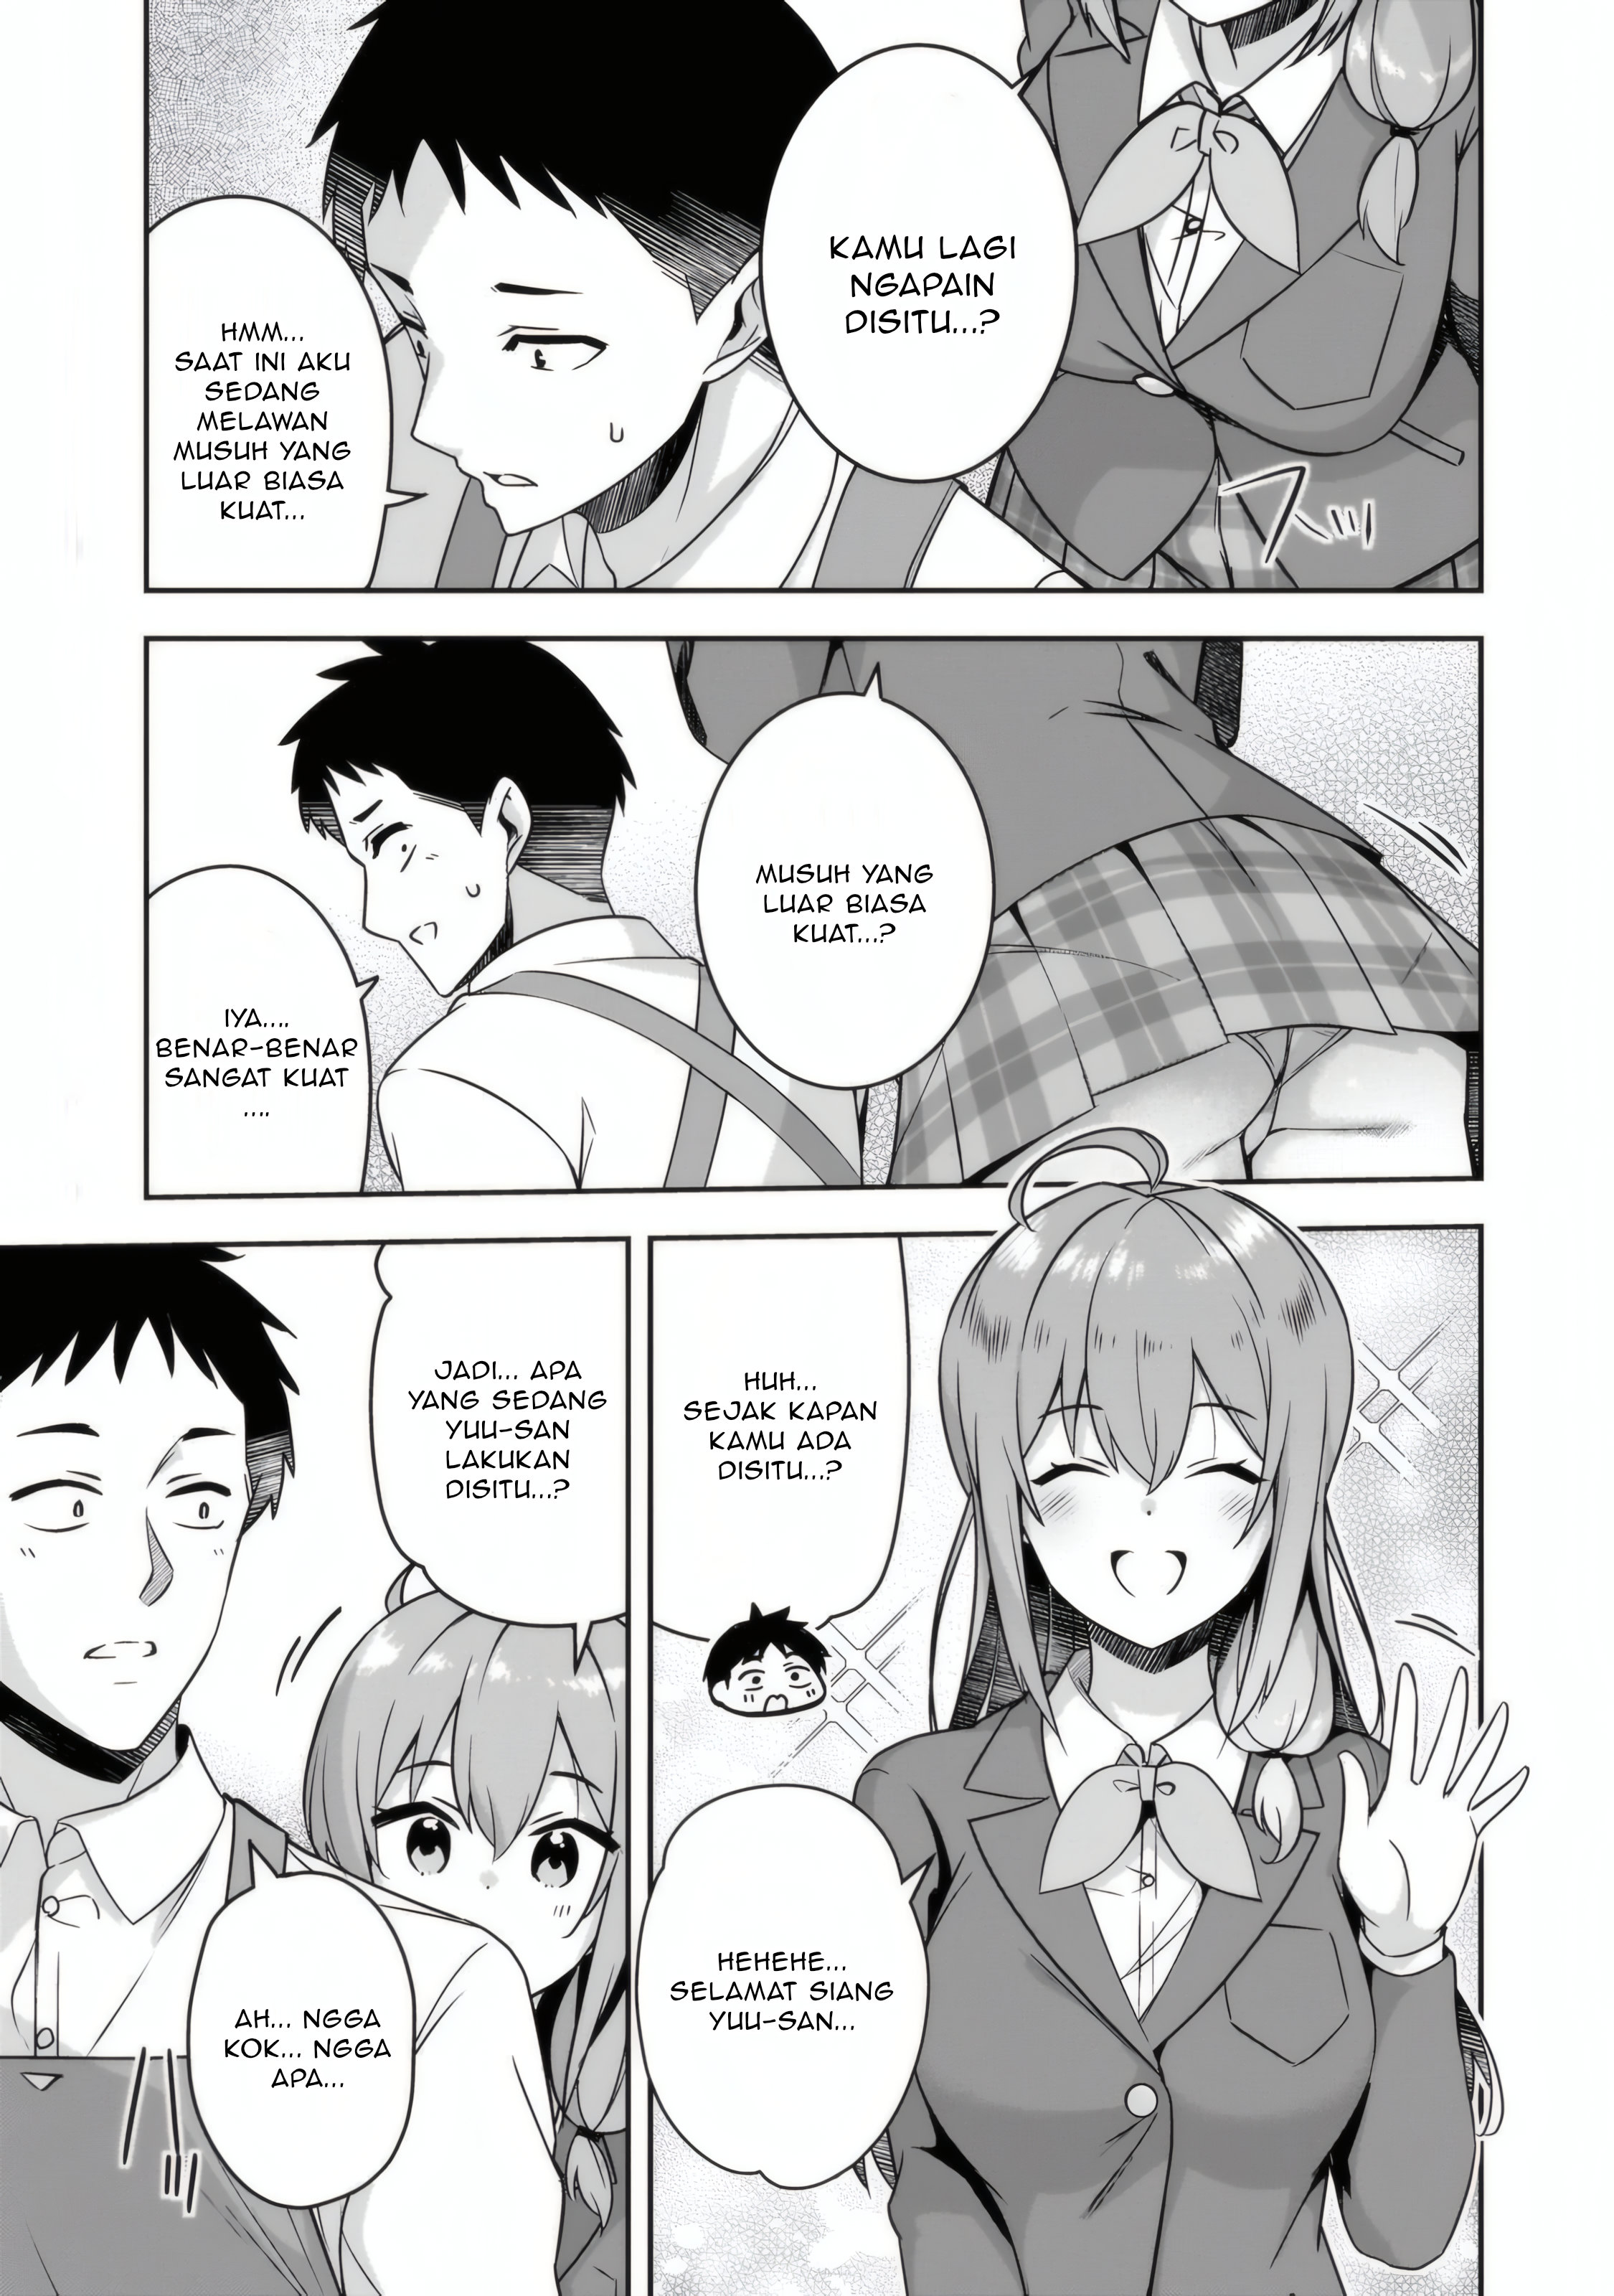 KAMU LAGI
NGAPAIN
DISITU...?
HMM...
SAAT INI AKU
SEDANG
MELAWAN
MUSUH YANG
LUAR BIASA
KUAT...
スッ
MUSUH YANG
LUAR BIASA
KUAT...?
IYA....
BENAR-BENAR
SANGAT KUAT
....
HUH...
SEJAK KAPAN
KAMU ADA
DISITU...?
HEHEHE...
SELAMAT SIANG
YUU-SAN...
JADI... APA
YANG SEDANG
YUU-SAN
LAKUKAN
DISITU...?
AH... NGGA
KOK... NGGA
APA...